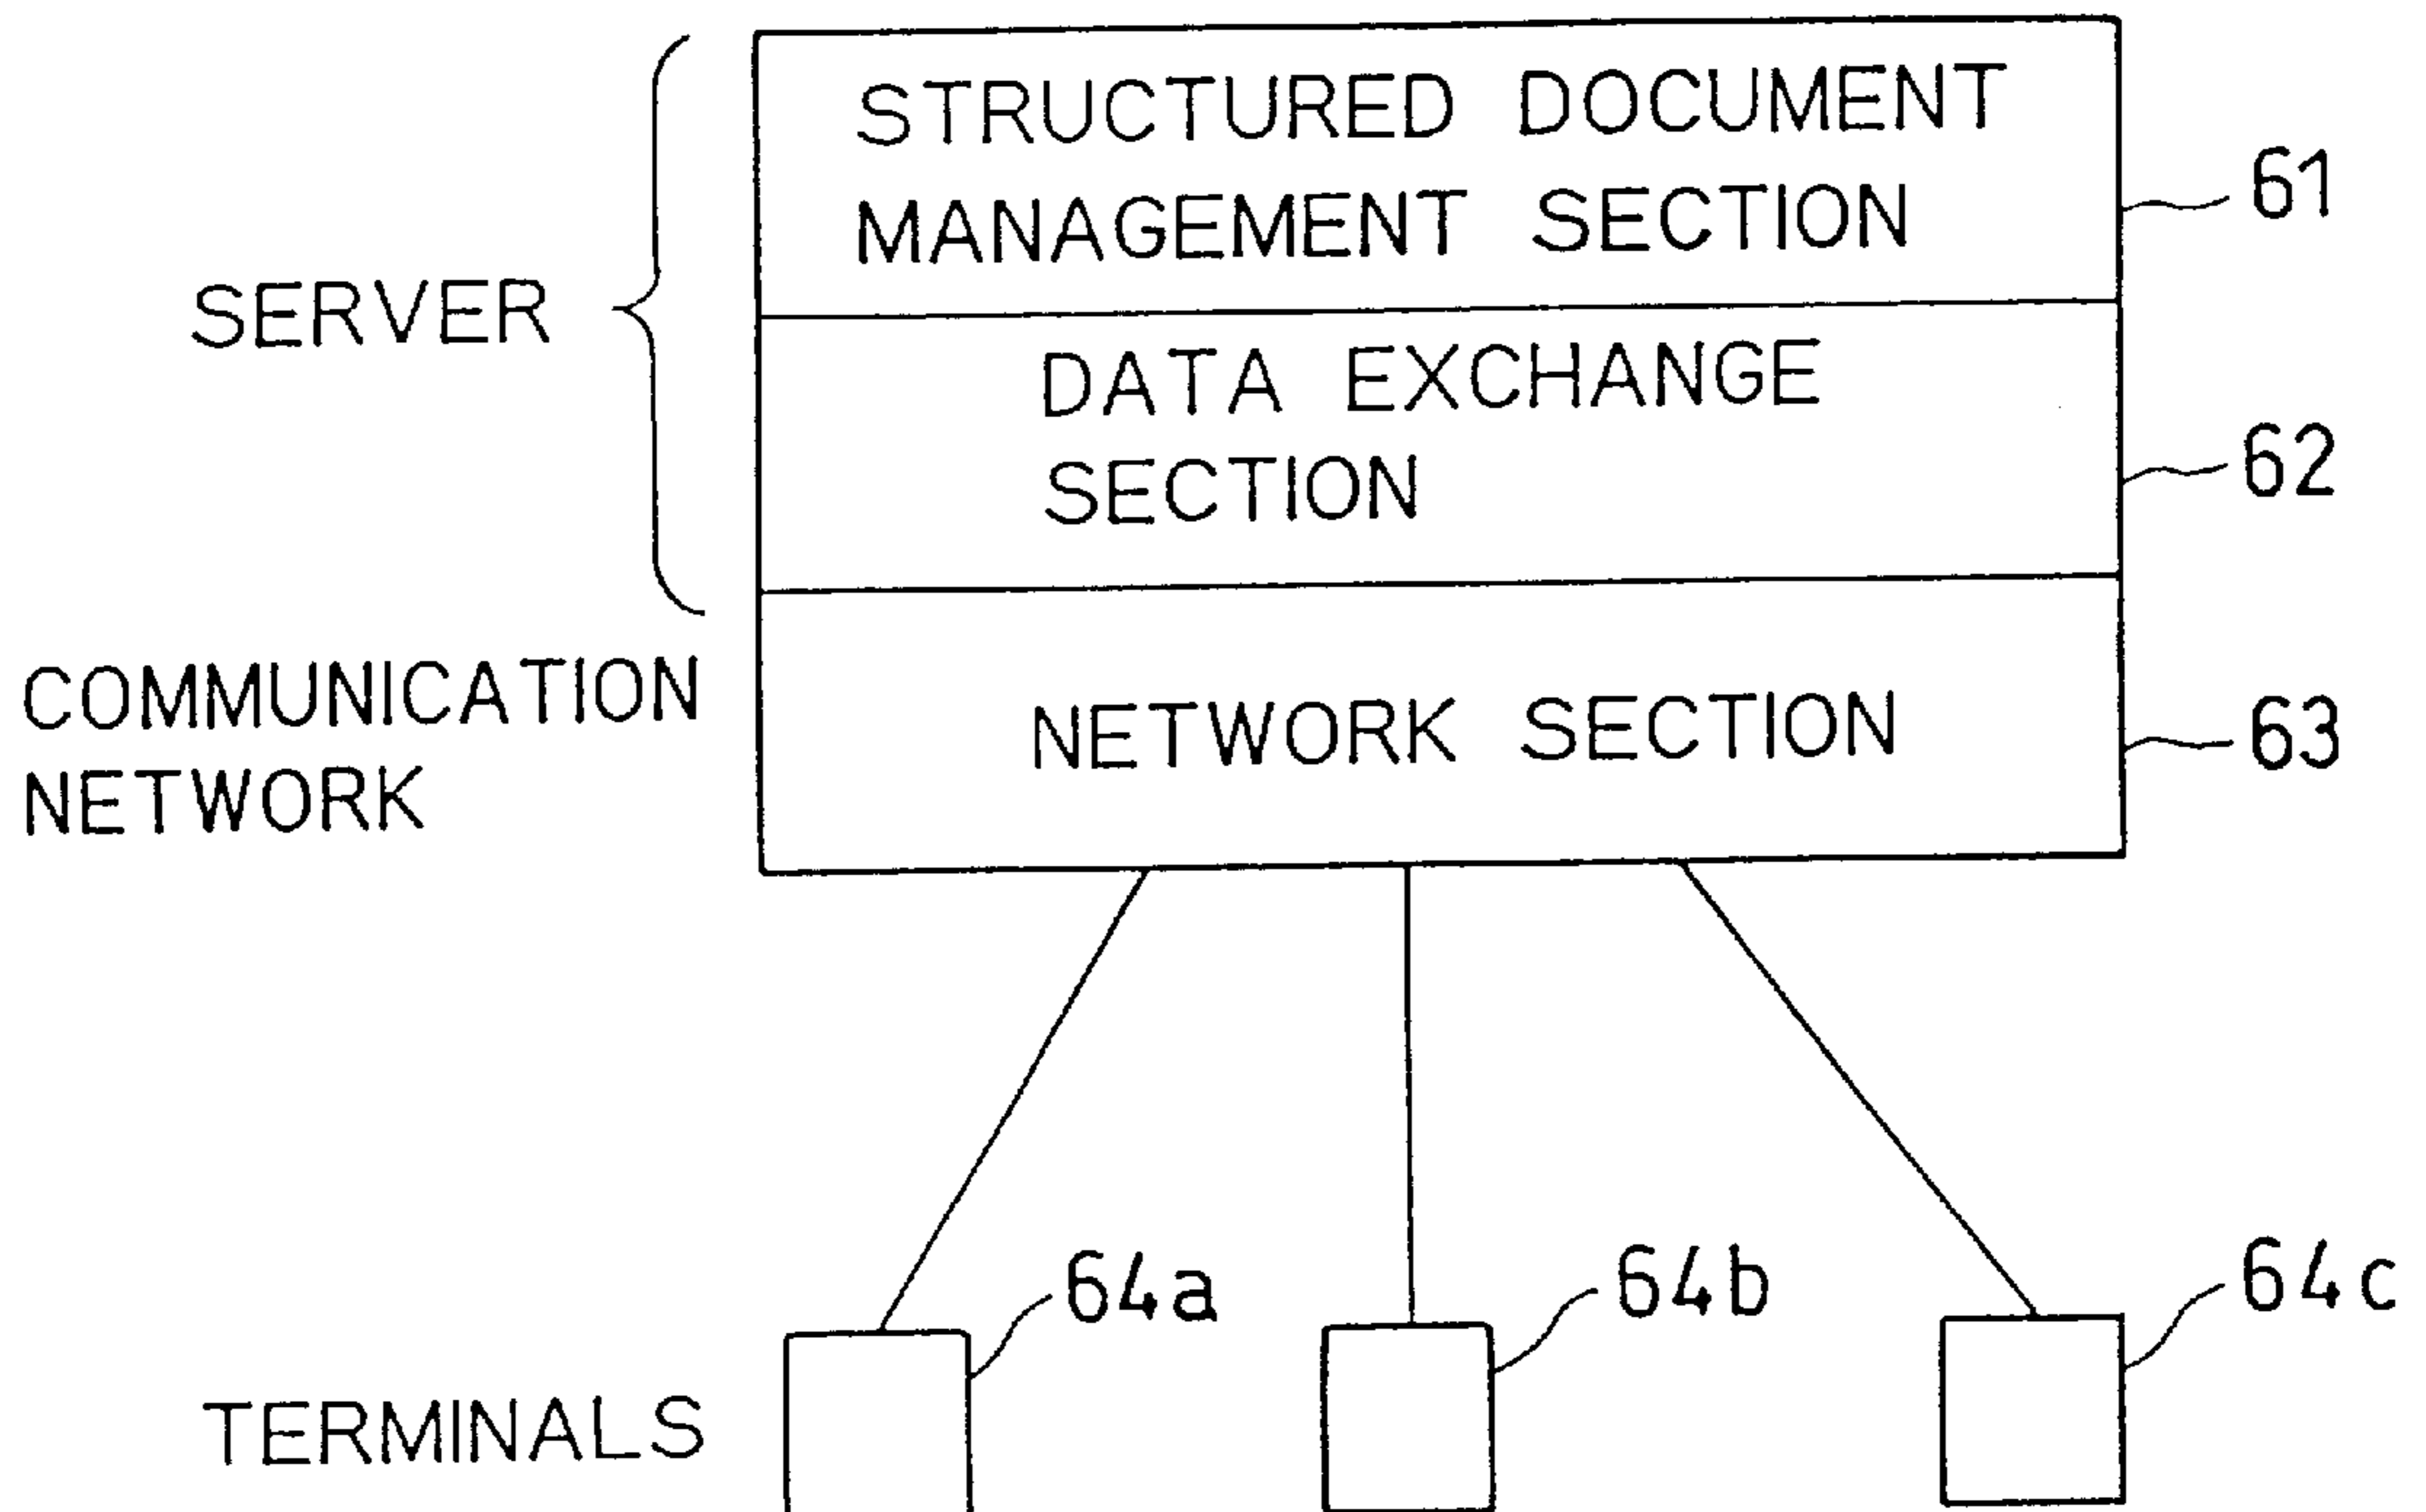 STRUCTURED DOCUMENT
MANAGEMENT SECTION
61
SERVER
DATA EXCHANGE
SECTION
62
COMMUNICATION
NETWORK
NETWORK SECTION
63
64a
64b
64c
TERMINALS